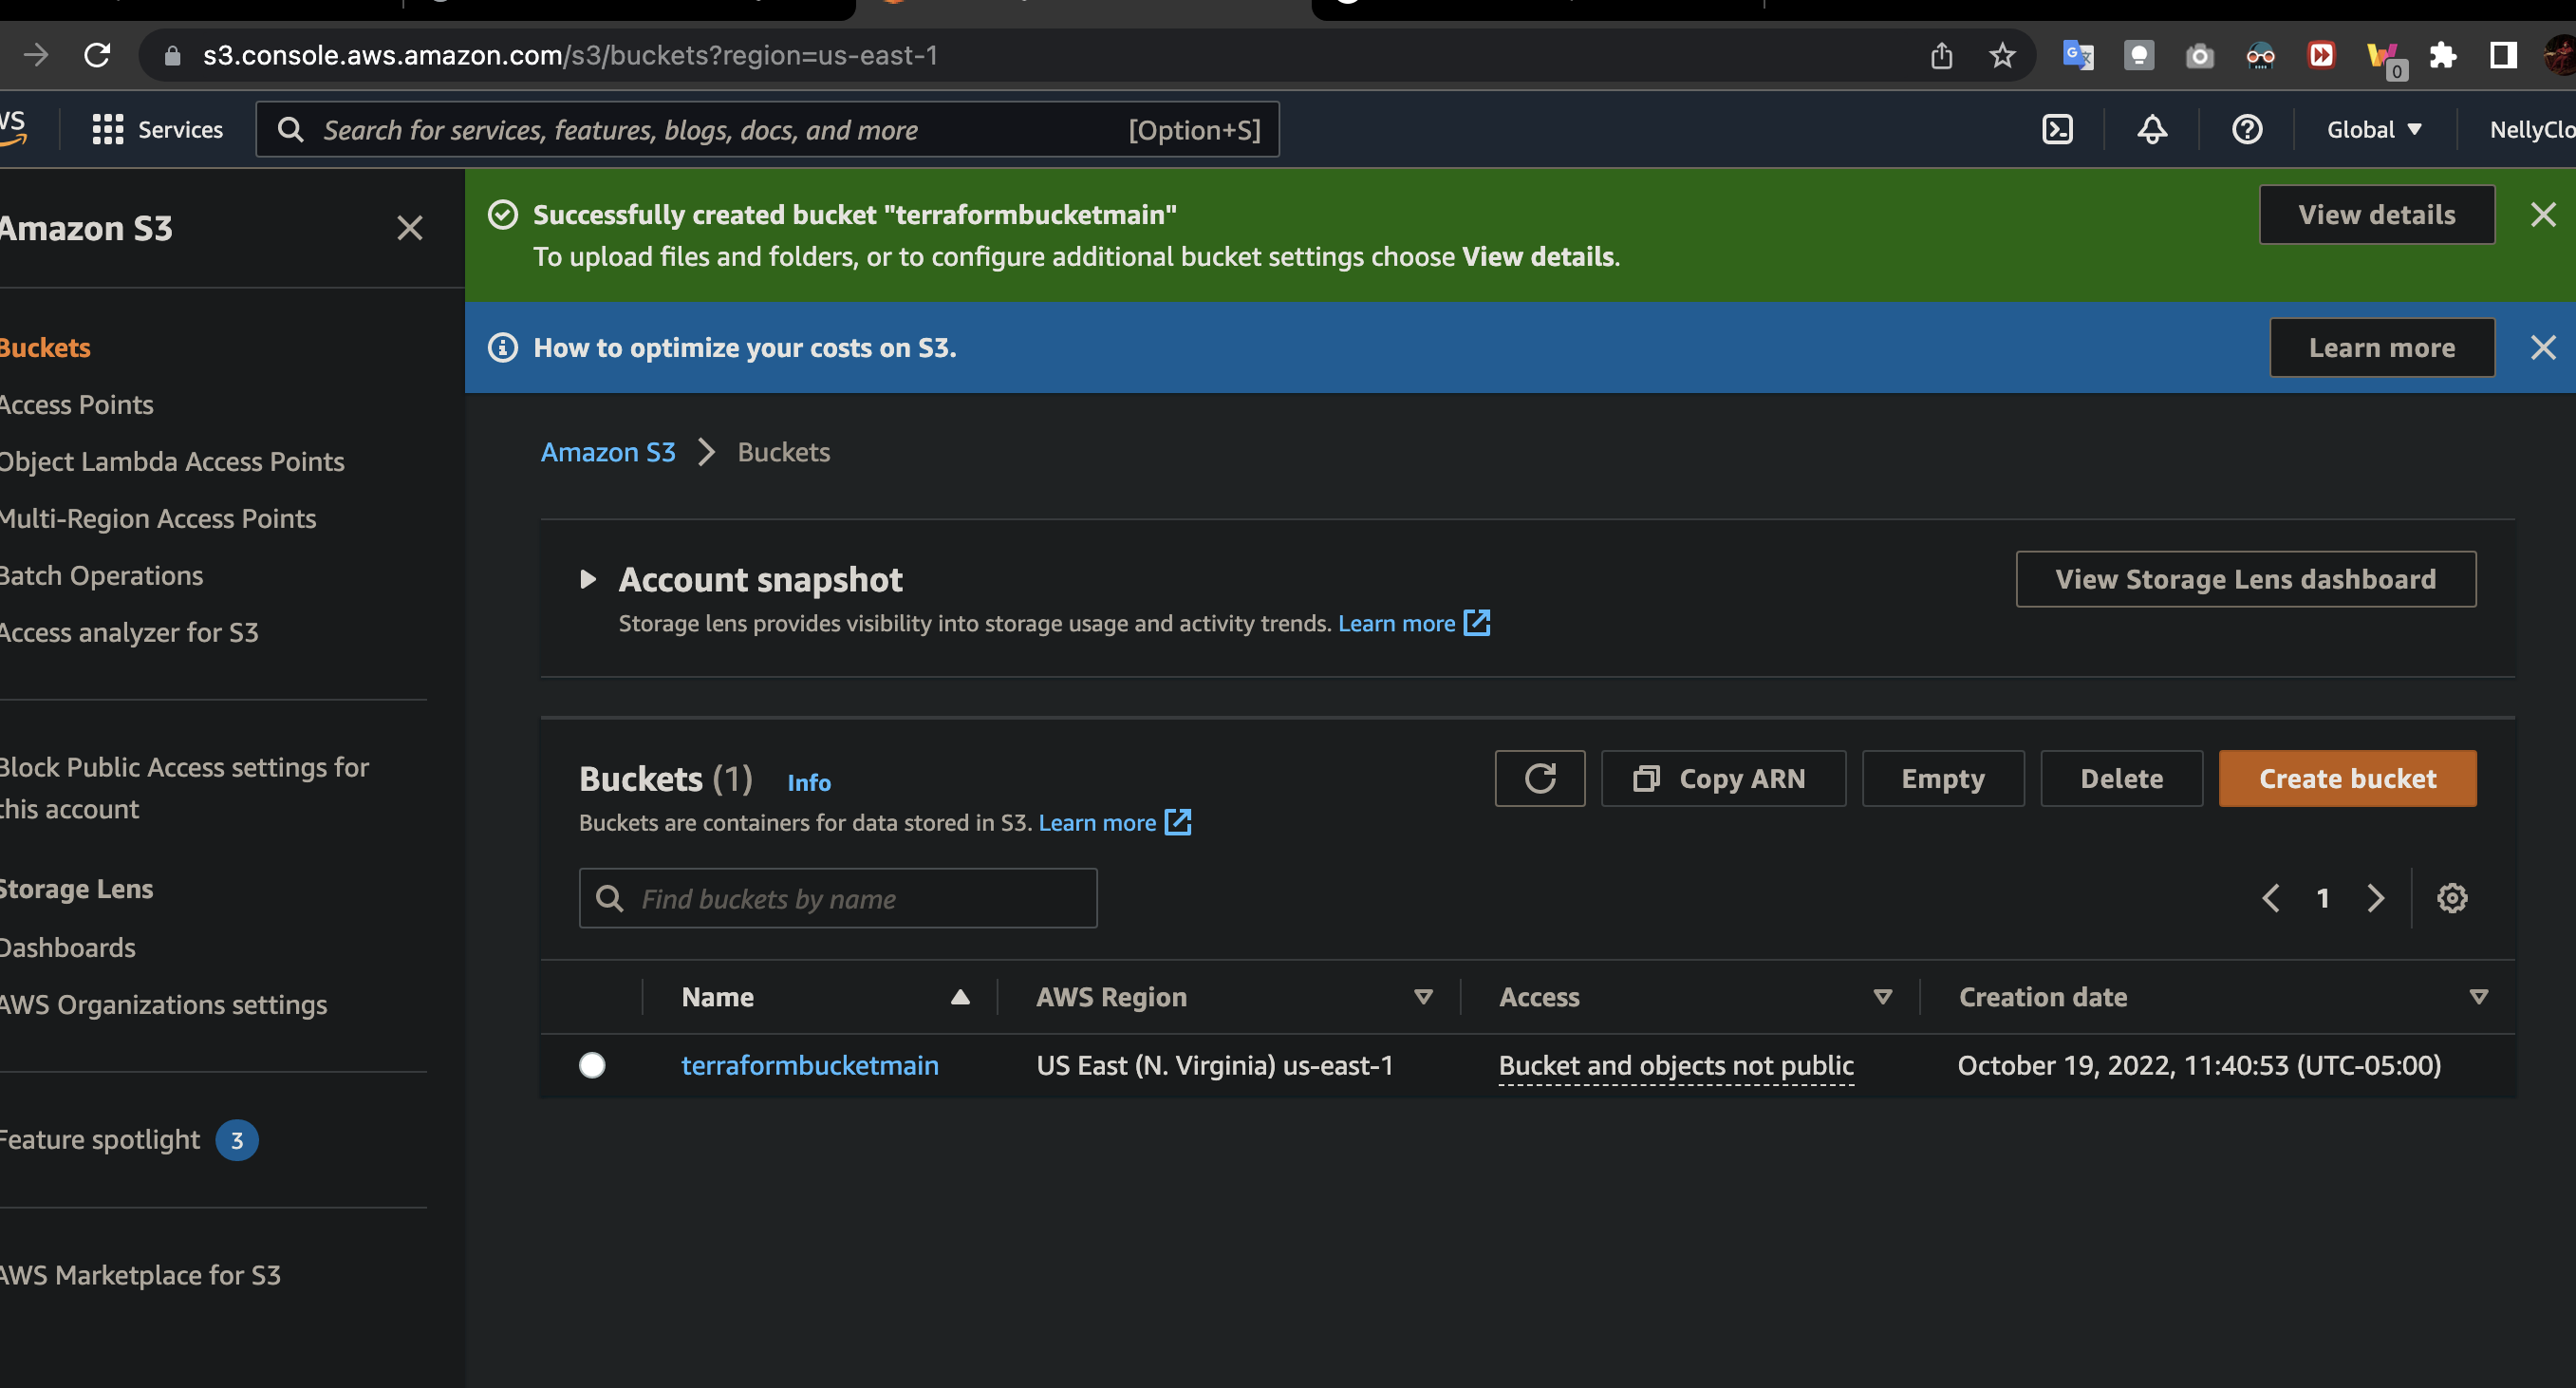 s3.console.aws.amazon.com/s3/buckets?region=us-east-1
0
Services
Search for services, features, blogs, docs, and more
[Option+S]
Global
NellyClo
Amazon S3
Buckets
Access Points
Object Lambda Access Points
Multi-Region Access Points
Batch Operations
Access analyzer for S3
Block Public Access settings for
this account
Storage Lens
Dashboards
AWS Organizations settings
Feature spotlight 3
AWS Marketplace for S3
Successfully created bucket "terraformbucketmain"
To upload files and folders, or to configure additional bucket settings choose View details.
View details
How to optimize your costs on S3.
Learn more
Amazon S3 > Buckets
Account snapshot
Storage lens provides visibility into storage usage and activity trends. Learn more
View Storage Lens dashboard
Buckets (1) Info
Buckets are containers for data stored in S3. Learn more
Copy ARN
Empty
Delete
Create bucket
Find buckets by name
1
Name AWS Region Access Creation date
terraformbucketmain US East (N. Virginia) us-east-1 Bucket and objects not public October 19, 2022, 11:40:53 (UTC-05:00)